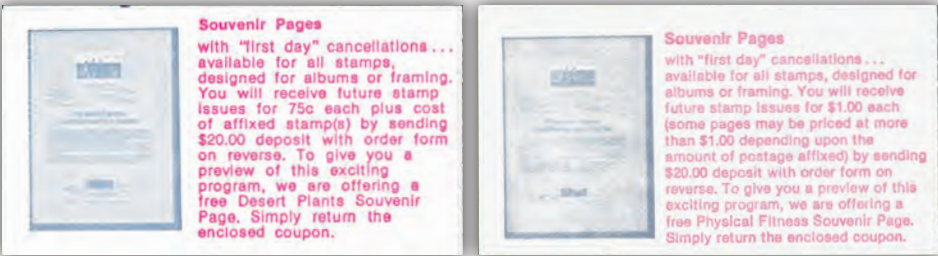 Souvenir Pages
with "first day" cancellations...
available for all stamps,
designed for albums or framing.
You will receive future stamp
issues for 75c each plus cost
of affixed stamp(s) by sending
$20.00 deposit with order form
on reverse. To give you a
preview of this exciting
program, we are offering a
free Desert Plants Souvenir
Page. Simply return the
enclosed coupon.
Souvenir Pages
with "first day" cancellations...
available for all stamps, designed for
albums or framing. You will receive
future stamp issues for $1.00 each
(some pages may be priced at more
than $1.00 depending upon the
amount of postage affixed) by sending
$20.00 deposit with order form on
reverse. To give you a preview of this
exciting program, we are offering a
free Physical Fitness Souvenir Page.
Simply return the enclosed coupon.